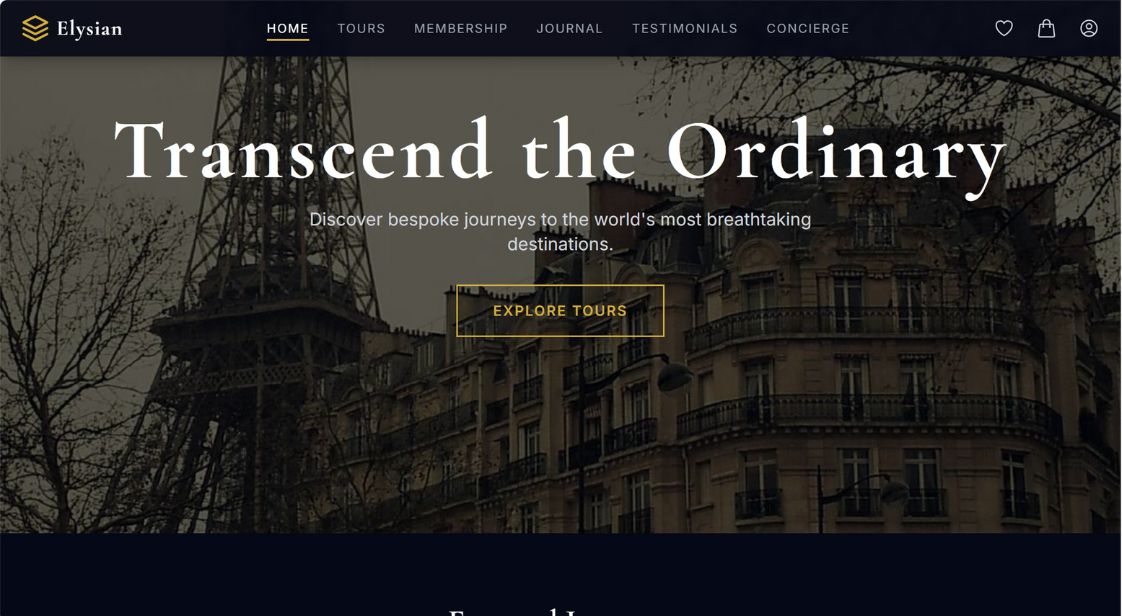 Elysian
HOME TOURS MEMBERSHIP JOURNAL TESTIMONIALS CONCIERGE
Transcend the Ordinary
Discover bespoke journeys to the world's most breathtaking
destinations.
EXPLORE TOURS